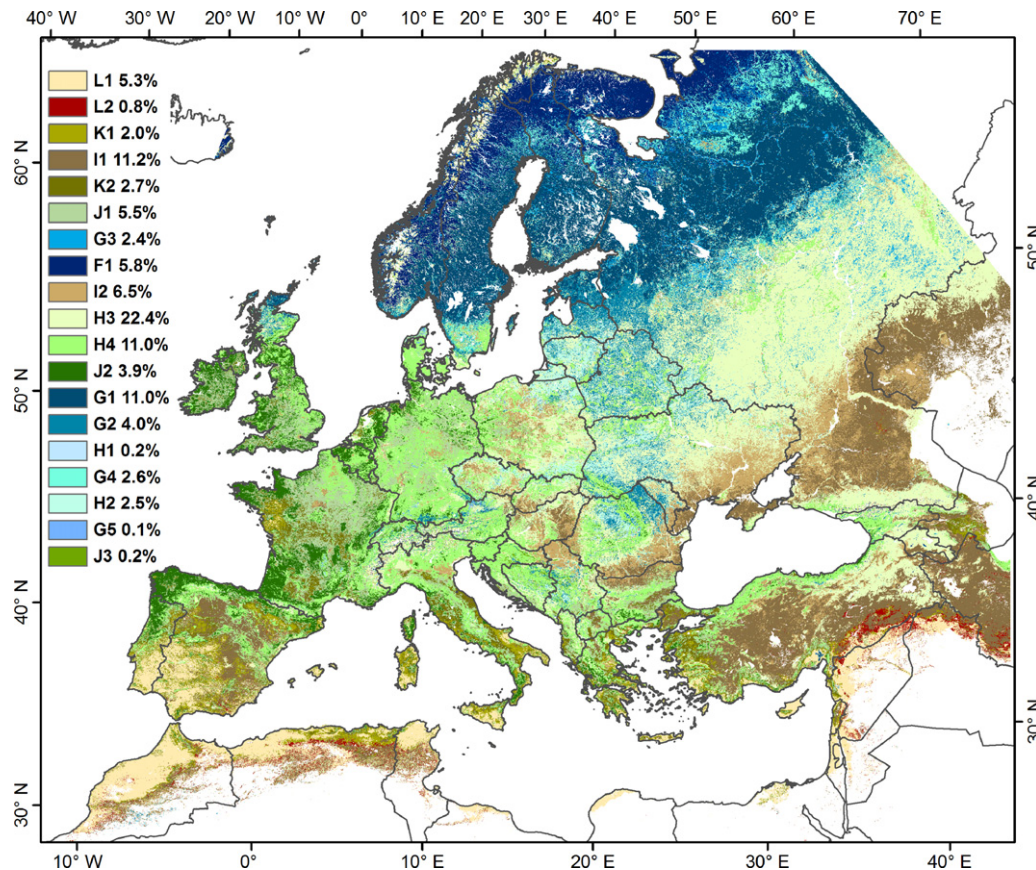 40° W 30° W 20° W 10° W 0° 10° E 20° E 30° E 40° E 50° E 60° E 70° E
L1 5.3%
L2 0.8%
K1 2.0%
I1 11.2%
K2 2.7%
J1 5.5%
G3 2.4%
F1 5.8%
I2 6.5%
H3 22.4%
H4 11.0%
J2 3.9%
G1 11.0%
G2 4.0%
H1 0.2%
G4 2.6%
H2 2.5%
G5 0.1%
J3 0.2%
60° N
50° N
40° N
30° N
50° N
40° N
30° N
10° W 0° 10° E 20° E 30° E 40° E